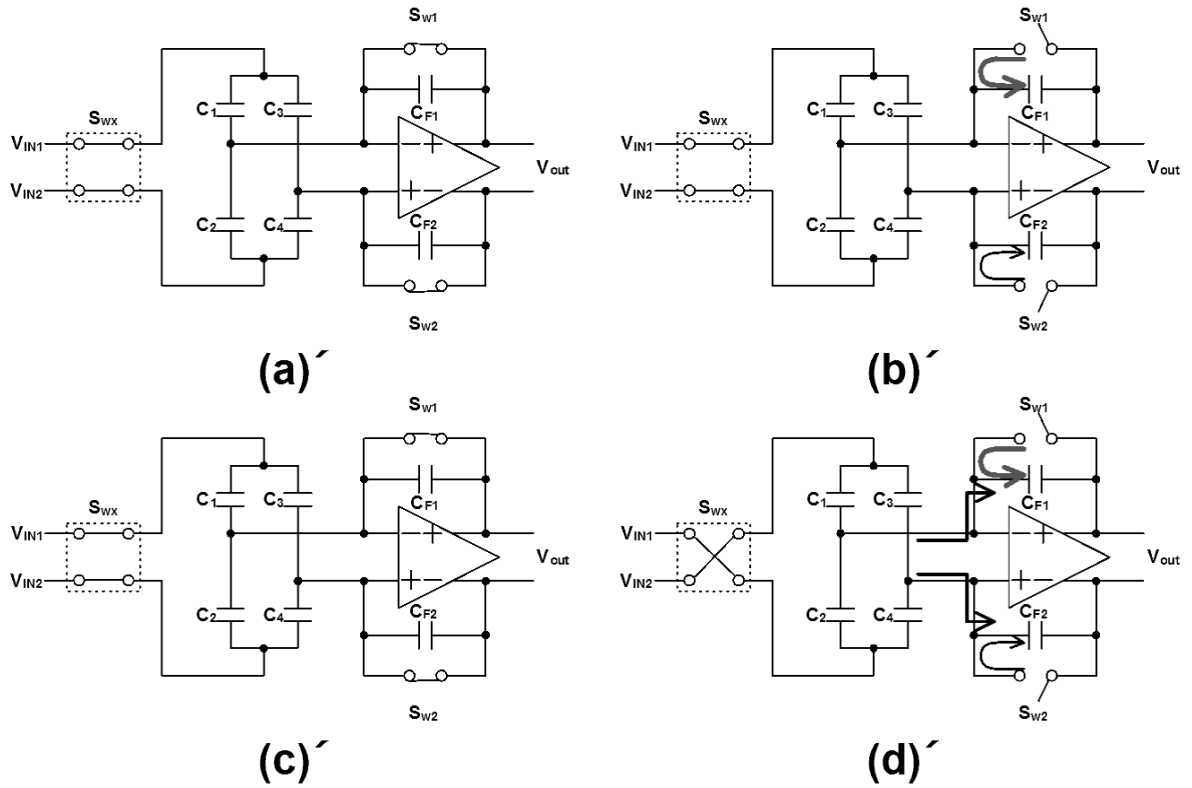 Sw1
Swx
C1
C3
CF1
VIN1
VIN2
− +
+ −
Vout
C2
C4
CF2
Sw2
(a)´
Sw1
Swx
C1
C3
CF1
VIN1
VIN2
− +
+ −
Vout
C2
C4
CF2
Sw2
(b)´
Sw1
Swx
C1
C3
CF1
VIN1
VIN2
− +
+ −
Vout
C2
C4
CF2
Sw2
(c)´
Sw1
Swx
C1
C3
CF1
VIN1
VIN2
− +
+ −
Vout
C2
C4
CF2
Sw2
(d)´